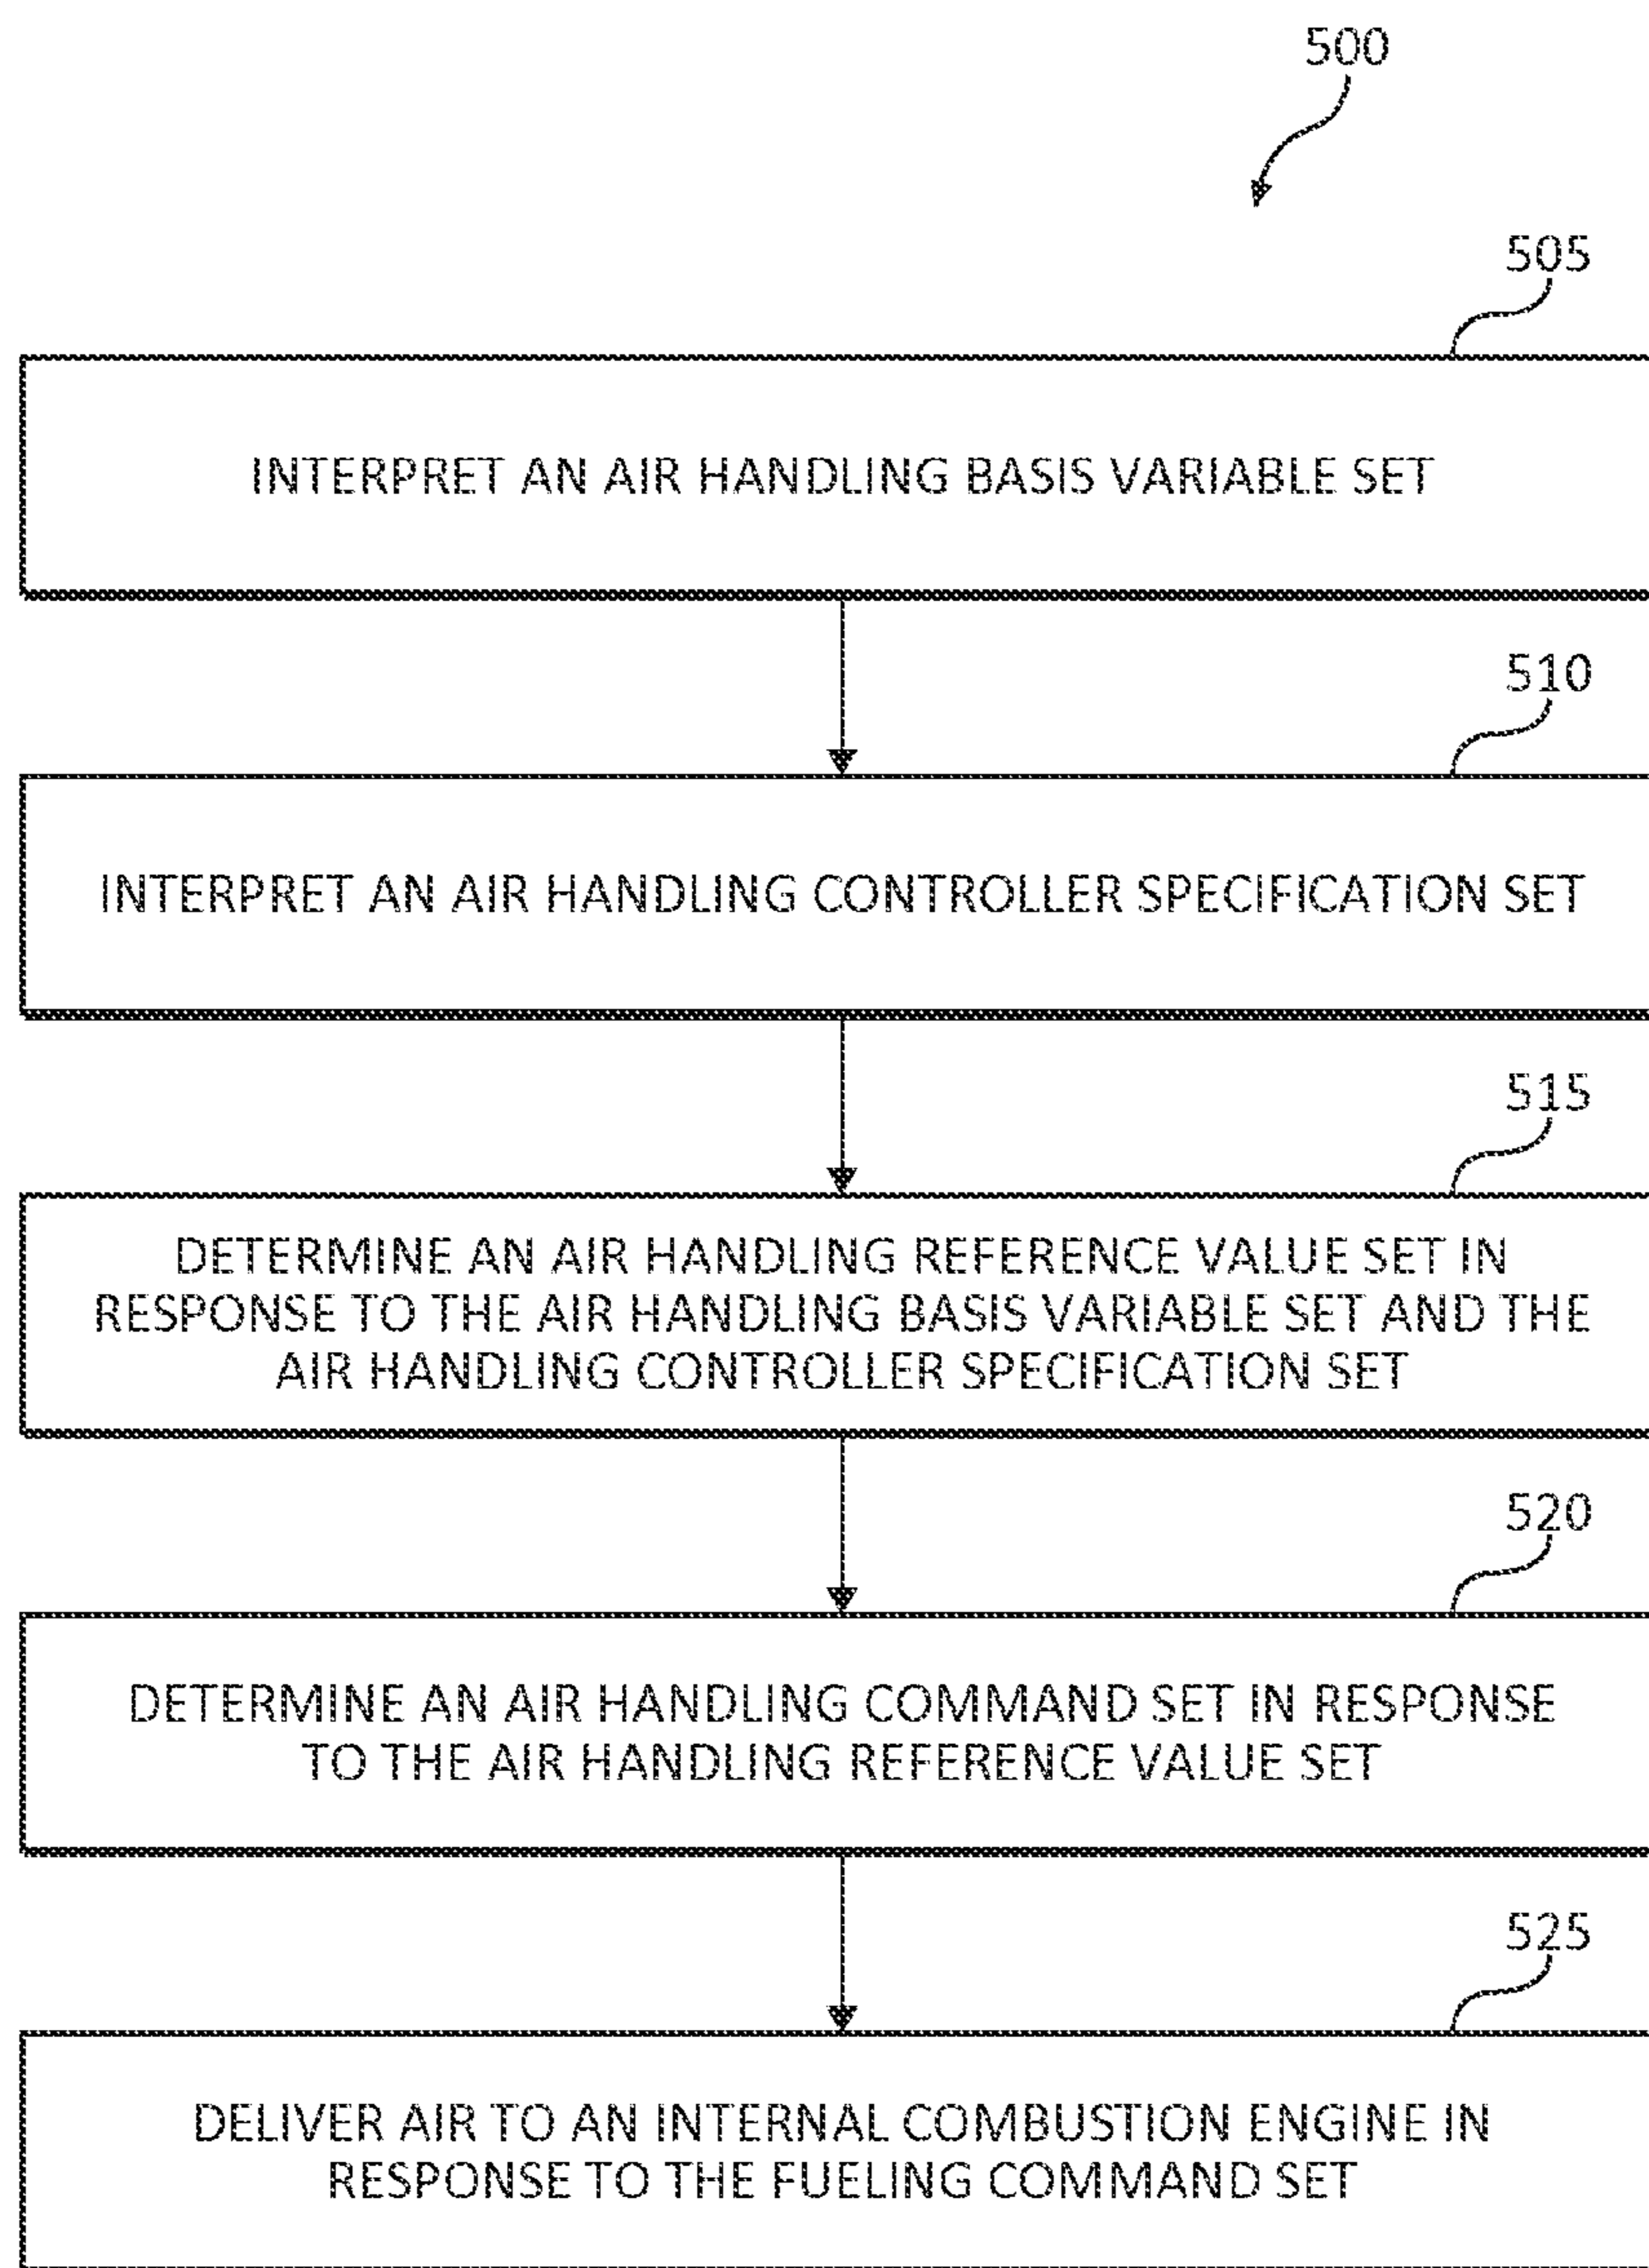 500
505
INTERPRET AN AIR HANDLING BASIS VARIABLE SET
510
INTERPRET AN AIR HANDLING CONTROLLER SPECIFICATION SET
515
DETERMINE AN AIR HANDLING REFERENCE VALUE SET IN
RESPONSE TO THE AIR HANDLING BASIS VARIABLE SET AND THE
AIR HANDLING CONTROLLER SPECIFICATION SET
520
DETERMINE AN AIR HANDLING COMMAND SET IN RESPONSE
TO THE AIR HANDLING REFERENCE VALUE SET
525
DELIVER AIR TO AN INTERNAL COMBUSTION ENGINE IN
RESPONSE TO THE FUELING COMMAND SET